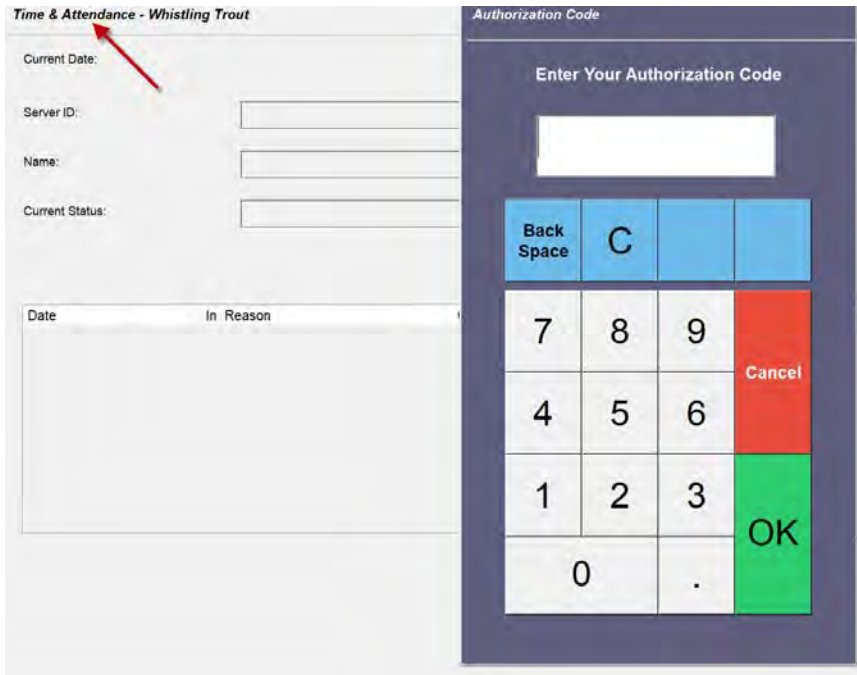 Time & Attendance - Whistling Trout
Current Date:
Server ID:
Name:
Current Status:
Date In Reason
Authorization Code
Enter Your Authorization Code
Back
Space
C
7 8 9
Cancel
4 5 6
1 2 3
OK
0 .